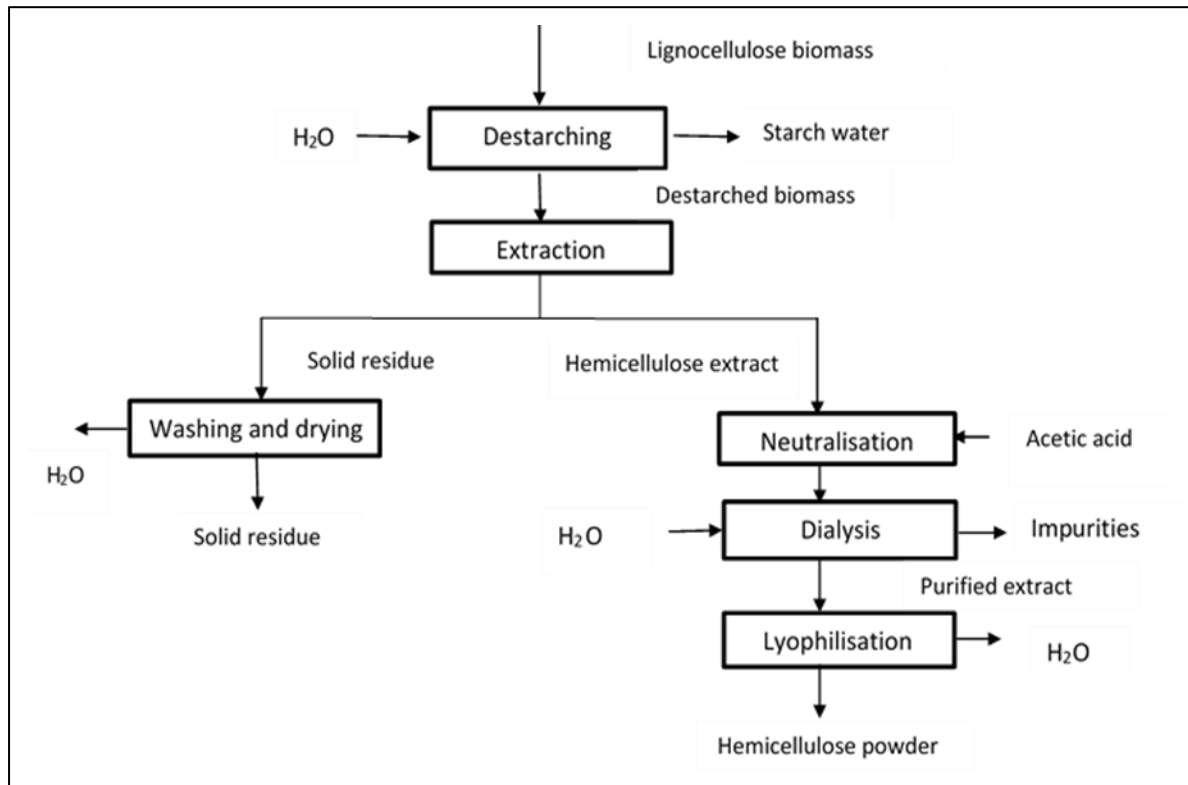 Lignocellulose biomass
H₂O
Destarching
Starch water
Destarched biomass
Extraction
Solid residue
Hemicellulose extract
Washing and drying
Neutralisation
Acetic acid
H₂O
Solid residue
H₂O
Dialysis
Impurities
Purified extract
Lyophilisation
H₂O
Hemicellulose powder